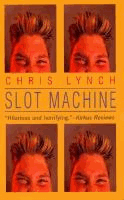 CHRIS LYNCH
SLOT MACHINE
"Hilarious and horrifying."-Kirkus Reviews